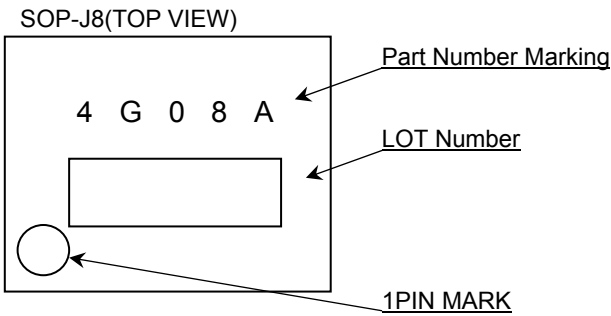 SOP-J8(TOP VIEW)
Part Number Marking
4 G 0 8 A
LOT Number
1PIN MARK